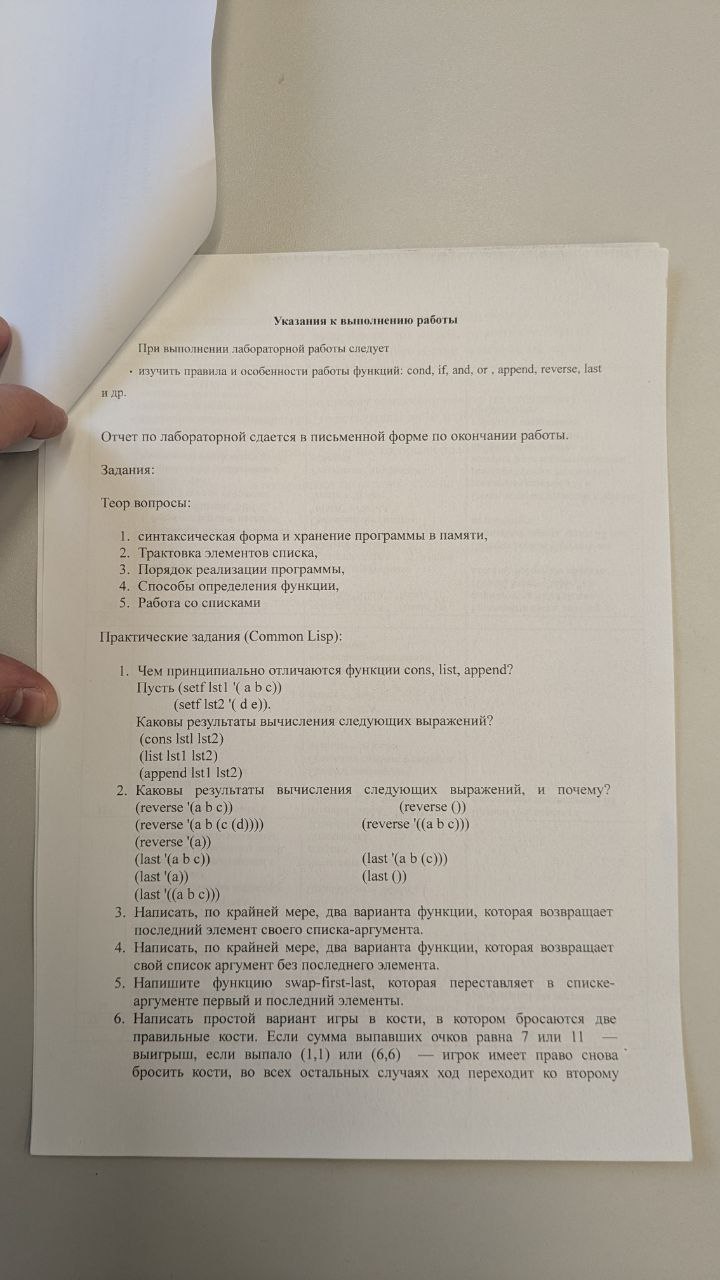 Указания к выполнению работы
При выполнении лабораторной работы следует
• изучить правила и особенности работы функций: cond, if, and, or , append, reverse, last
и др.
Отчет по лабораторной сдается в письменной форме по окончании работы.
Задания:
Теор вопросы:
1. синтаксическая форма и хранение программы в памяти,
2. Трактовка элементов списка,
3. Порядок реализации программы,
4. Способы определения функции,
5. Работа со списками
Практические задания (Common Lisp):
1. Чем принципиально отличаются функции cons, list, append?
Пусть (setf lst1 '( a b c))
(setf lst2 '( d e)).
Каковы результаты вычисления следующих выражений?
(cons lstl lst2)
(list lst1 lst2)
(append lst1 lst2)
2. Каковы результаты вычисления следующих выражений, и почему?
(reverse '(a b c)) (reverse ())
(reverse '(a b (c (d)))) (reverse '((a b c)))
(reverse '(a))
(last '(a b c)) (last '(a b (c)))
(last '(a)) (last ())
(last '((a b c)))
3. Написать, по крайней мере, два варианта функции, которая возвращает
последний элемент своего списка-аргумента.
4. Написать, по крайней мере, два варианта функции, которая возвращает
свой список аргумент без последнего элемента.
5. Напишите функцию swap-first-last, которая переставляет в списке-
аргументе первый и последний элементы.
6. Написать простой вариант игры в кости, в котором бросаются две
правильные кости. Если сумма выпавших очков равна 7 или 11 —
выигрыш, если выпало (1,1) или (6,6) — игрок имеет право снова
бросить кости, во всех остальных случаях ход переходит ко второму